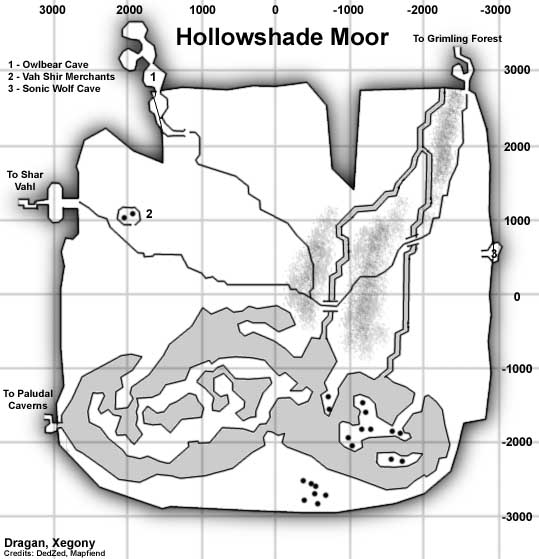 3000 2000 1000 0 -1000 -2000 -3000
Hollowshade Moor
To Grimling Forest
1 - Owlbear Cave
2 - Vah Shir Merchants
3 - Sonic Wolf Cave
1
3000
2000
To Shar
Vahl
2
1000
3
0
-1000
To Paludal
Caverns
-2000
-3000
Dragan, Xegony
Credits: DedZed, Mapfiend